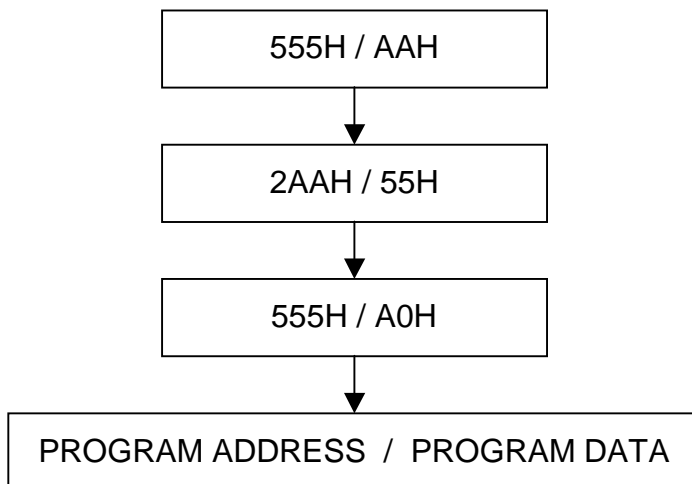 555H / AAH
2AAH / 55H
555H / A0H
PROGRAM ADDRESS / PROGRAM DATA